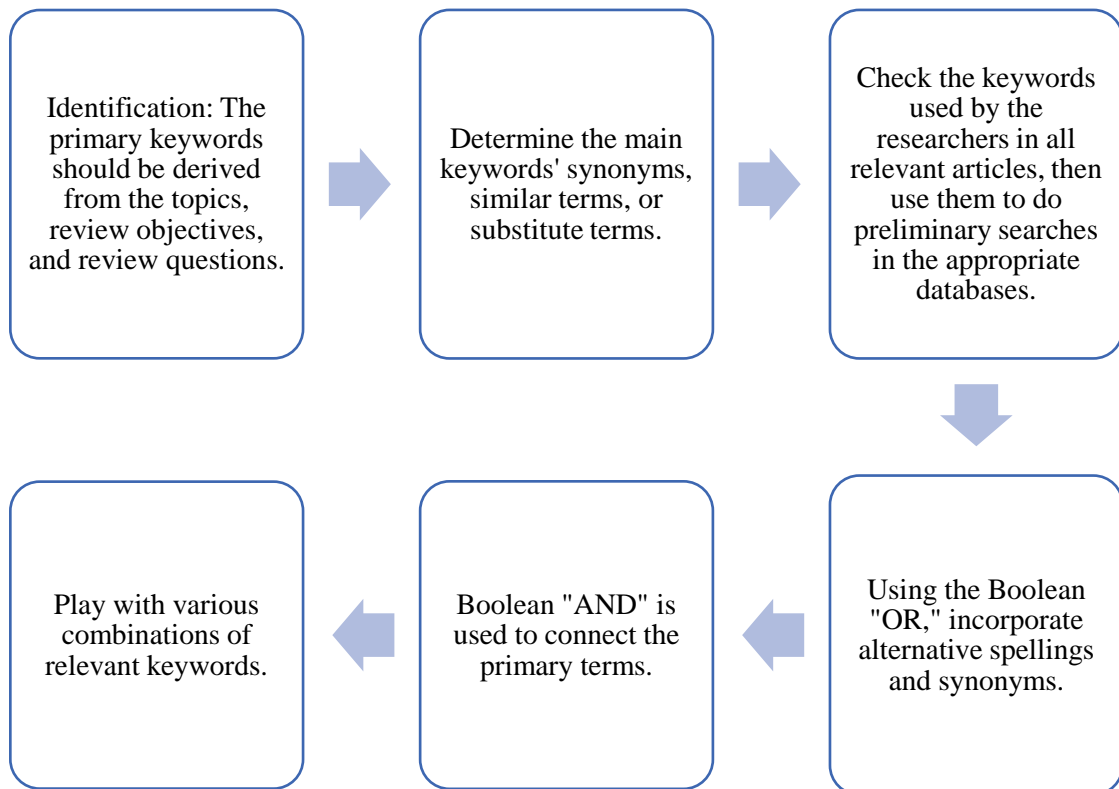 Identification: The
primary keywords
should be derived
from the topics,
review objectives,
and review questions.
Determine the main
keywords' synonyms,
similar terms, or
substitute terms.
Check the keywords
used by the
researchers in all
relevant articles, then
use them to do
preliminary searches
in the appropriate
databases.
Using the Boolean
"OR," incorporate
alternative spellings
and synonyms.
Boolean "AND" is
used to connect the
primary terms.
Play with various
combinations of
relevant keywords.